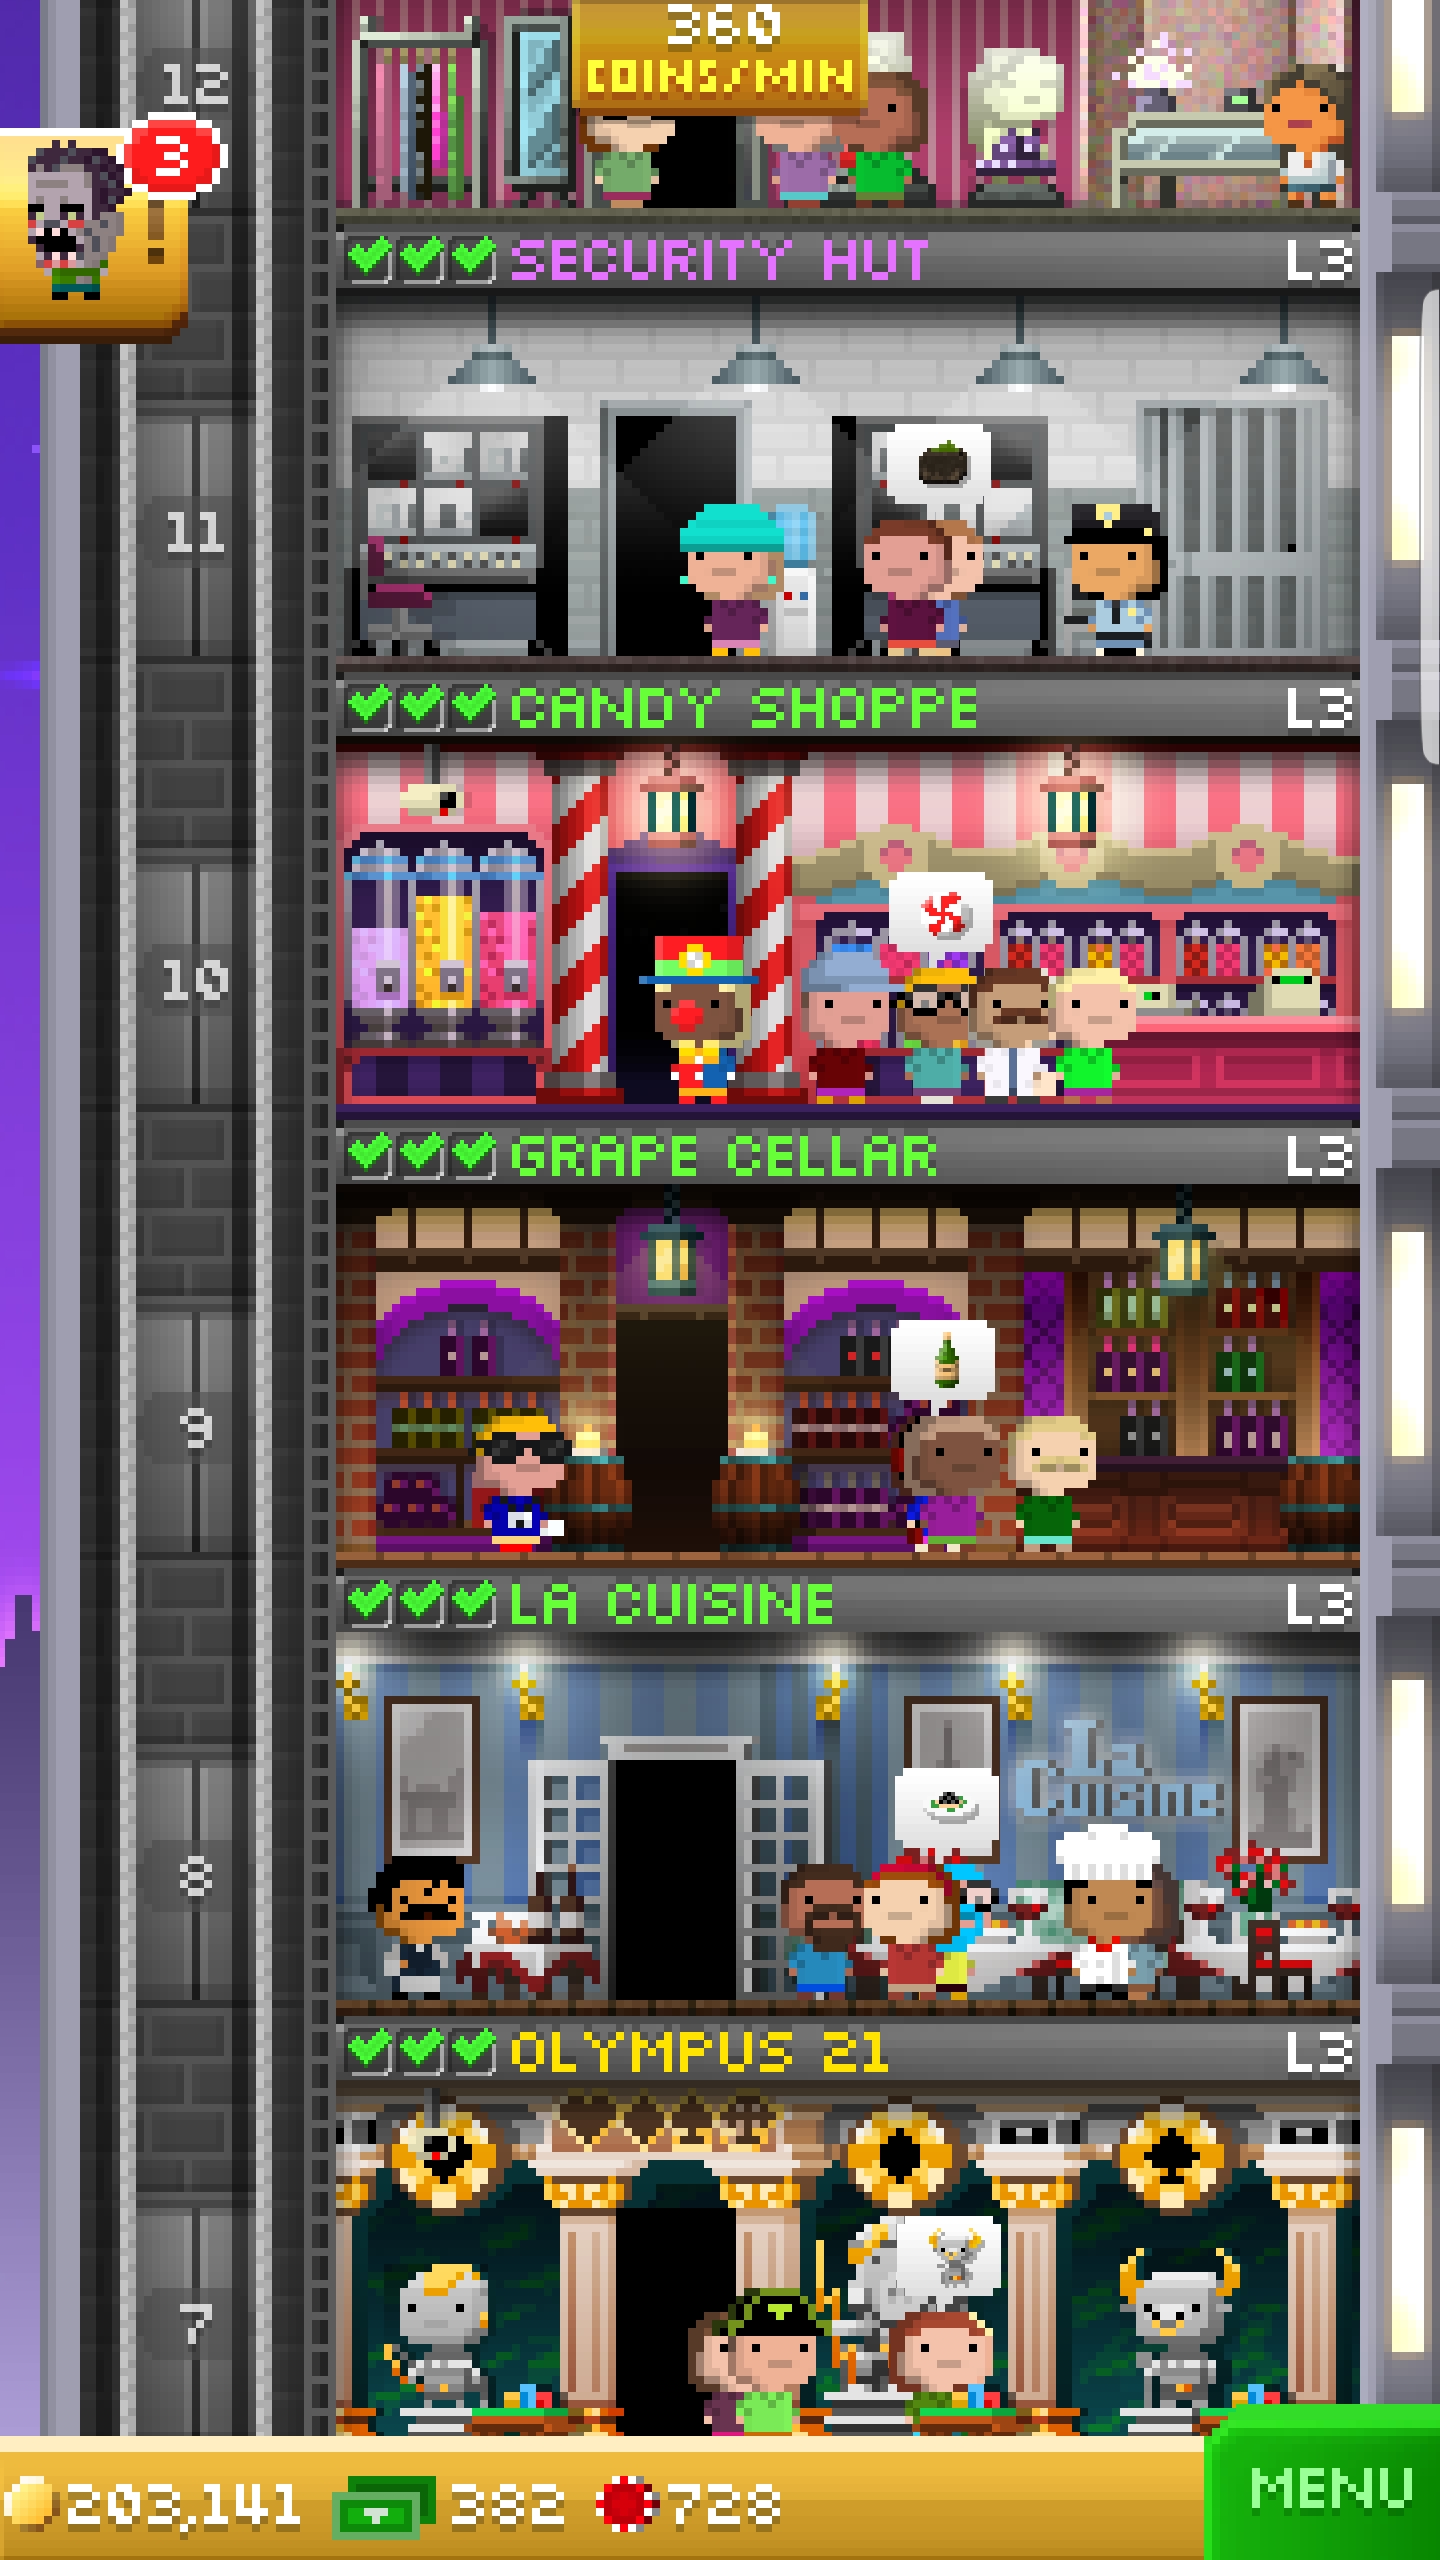 360
COINS/MIN
12
3
!
SECURITY HUT L3
11
CANDY SHOPPE L3
10
GRAPE CELLAR L3
9
LA CUISINE L3
La
Cuisine
8
OLYMPUS 21 L3
7
203,141 382 728
MENU